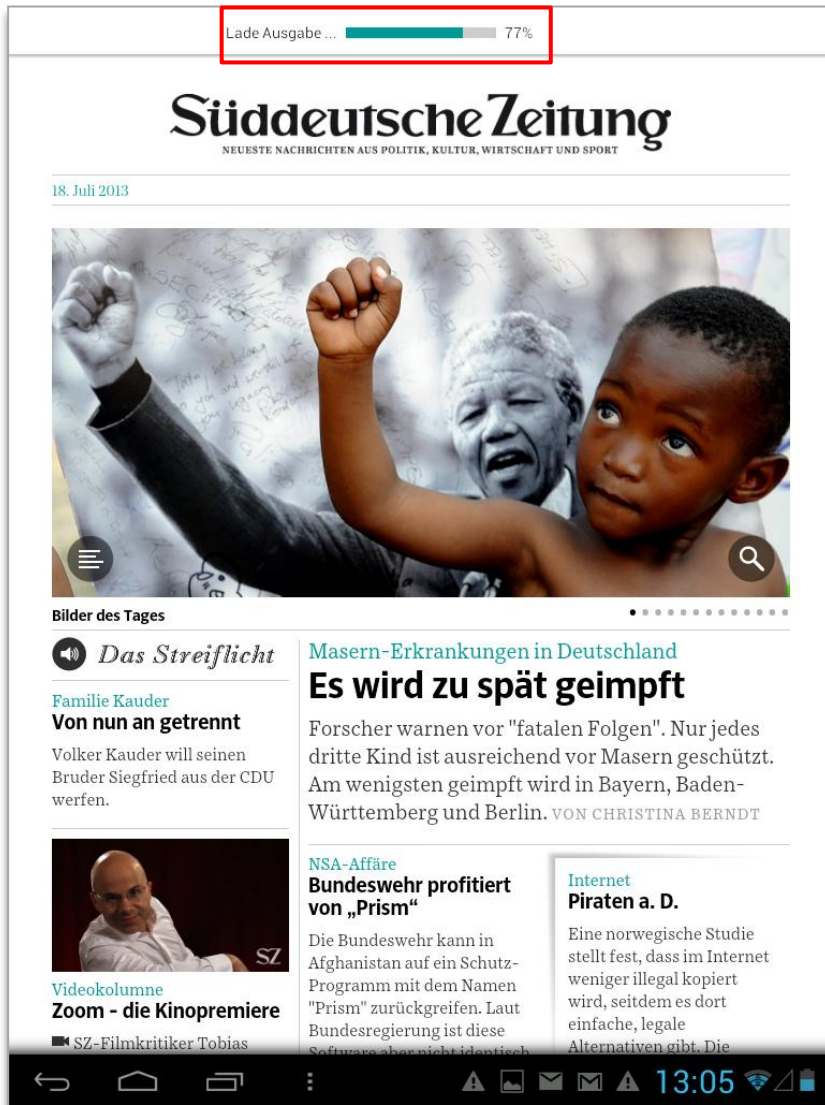 Lade Ausgabe ... 77%
Süddeutsche Zeitung
NEUESTE NACHRICHTEN AUS POLITIK, KULTUR, WIRTSCHAFT UND SPORT
18. Juli 2013
Bilder des Tages
Das Streiflicht
Familie Kauder
Von nun an getrennt
Volker Kauder will seinen
Bruder Siegfried aus der CDU
werfen.
SZ
Videokolumne
Zoom - die Kinopremiere
SZ-Filmkritiker Tobias
Masern-Erkrankungen in Deutschland
Es wird zu spät geimpft
Forscher warnen vor "fatalen Folgen". Nur jedes
dritte Kind ist ausreichend vor Masern geschützt.
Am wenigsten geimpft wird in Bayern, Baden-
Württemberg und Berlin. VON CHRISTINA BERNDT
NSA-Affäre
Bundeswehr profitiert
von „Prism“
Die Bundeswehr kann in
Afghanistan auf ein Schutz-
Programm mit dem Namen
"Prism" zurückgreifen. Laut
Bundesregierung ist diese
Software aber nicht identisch
Internet
Piraten a. D.
Eine norwegische Studie
stellt fest, dass im Internet
weniger illegal kopiert
wird, seitdem es dort
einfache, legale
Alternativen gibt. Die
13:05